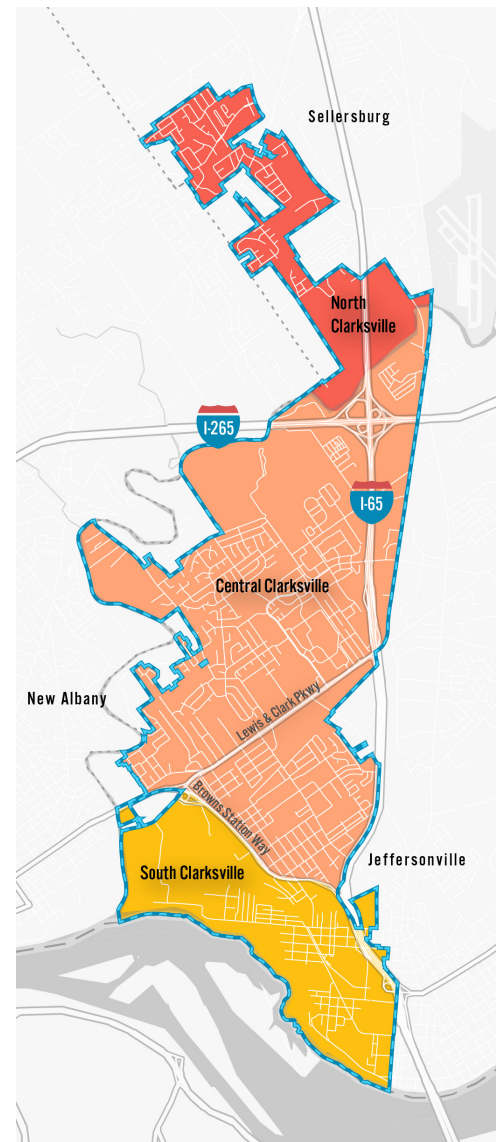 Sellersburg
North
Clarksville
I-265
I-65
Central Clarksville
New Albany
Lewis & Clark Pkwy
Browns Station Way
Jeffersonville
South Clarksville